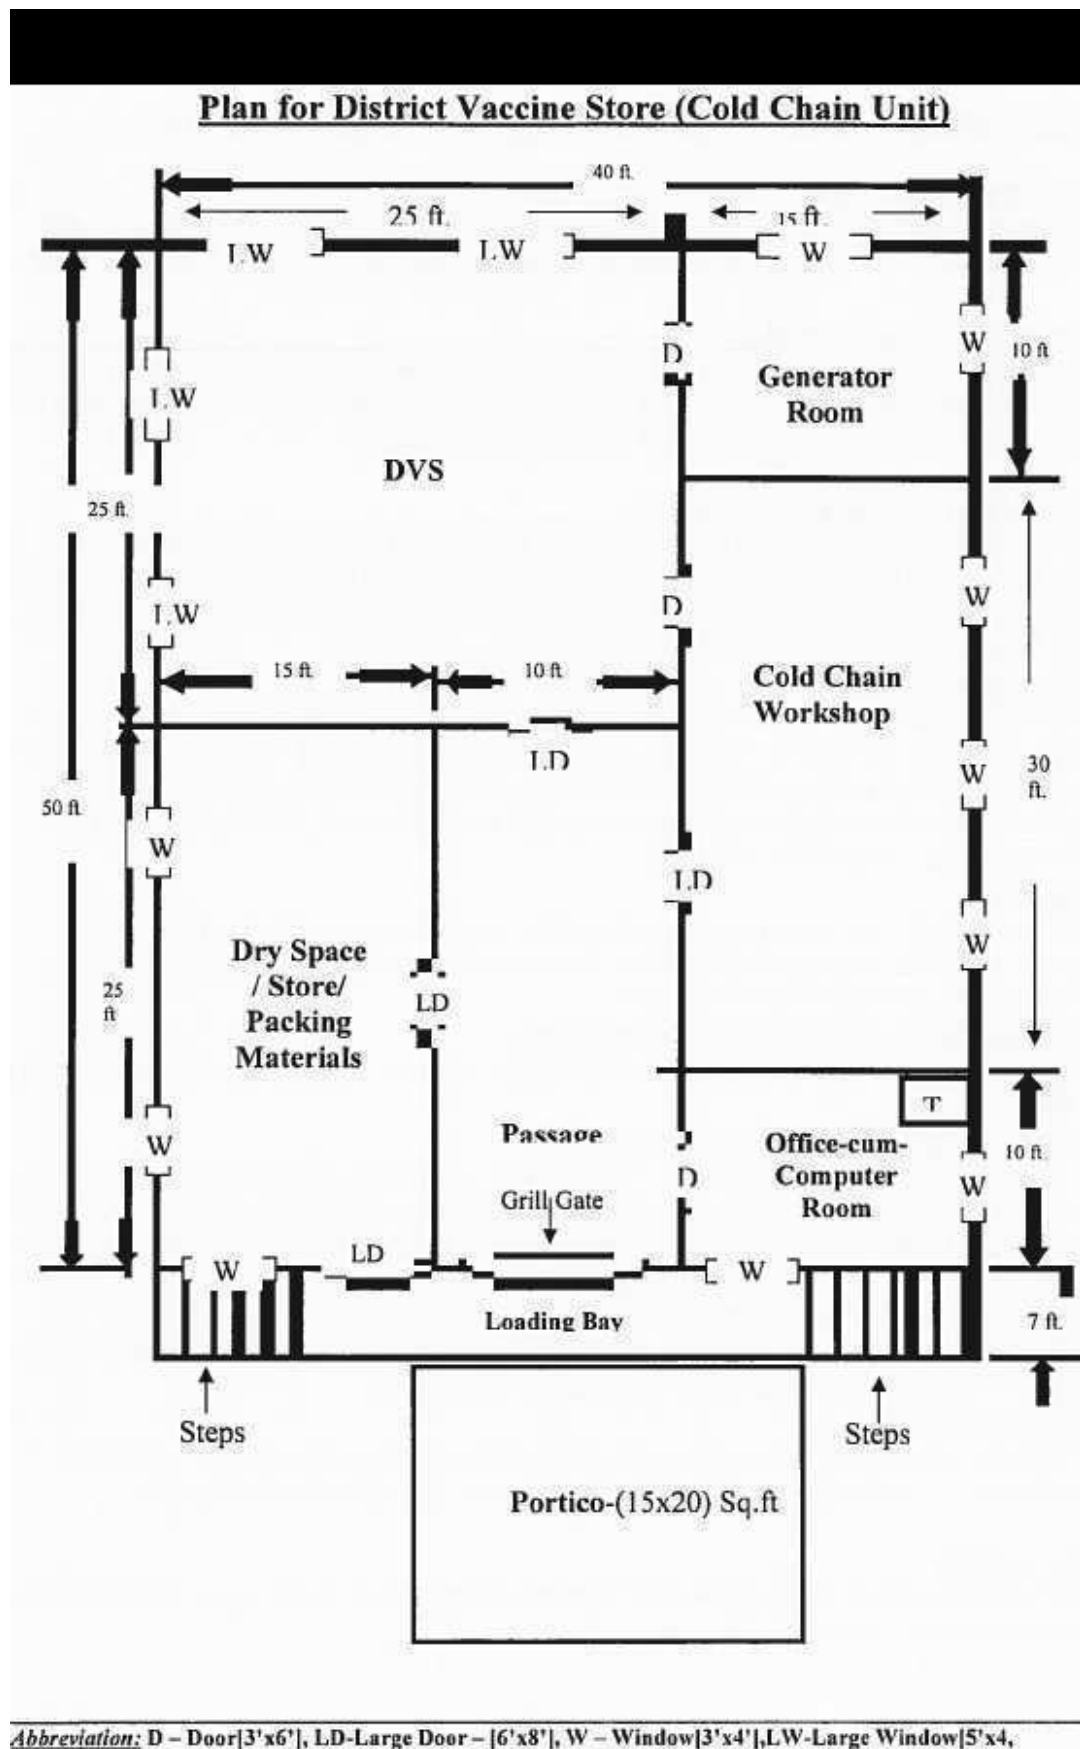 Plan for District Vaccine Store (Cold Chain Unit)
40 ft.
25 ft.
15 ft.
LW
LW
W
W
D
10 ft
Generator
Room
LW
DVS
25 ft.
W
D
LW
15 ft
10 ft
Cold Chain
Workshop
LD
W
30
ft.
50 ft
W
LD
W
Dry Space
/ Store/
Packing
Materials
25
ft
LD
T
Passage
Office-cum-
Computer
Room
10 ft.
W
D
W
Grill Gate
LD
W
W
Loading Bay
7 ft.
Steps
Steps
Portico-(15x20) Sq.ft
Abbreviation: D – Door[3'x6'], LD-Large Door – [6'x8'], W – Window[3'x4'],LW-Large Window[5'x4,